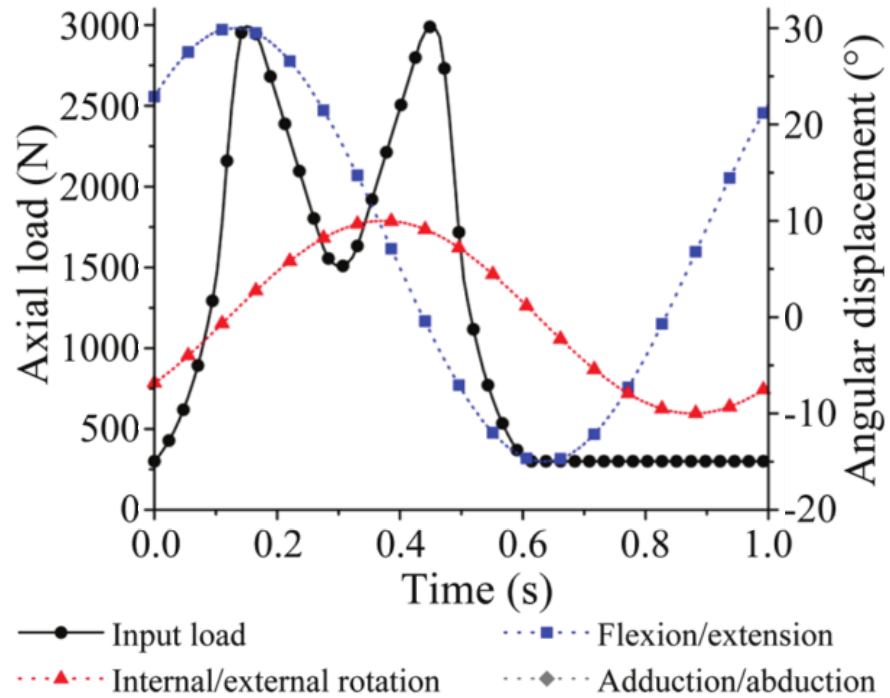 3000
2500
2000
1500
1000
500
0
Axial load (N)
30
20
10
0
-10
-20
Angular displacement (°)
0.0 0.2 0.4 0.6 0.8 1.0
Time (s)
Input load Flexion/extension
Internal/external rotation Adduction/abduction